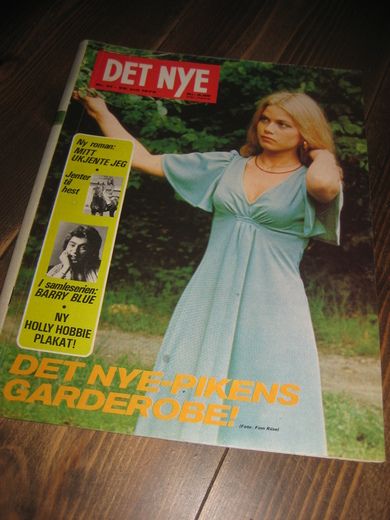 DET NYE
Ny roman:
MITT
UKJENTE JEG
Jenter
til
hest
I samleserien:
BARRY BLUE
NY
HOLLY HOBBIE
PLAKAT!
DET NYE-PIKENS
GARDEROBE!